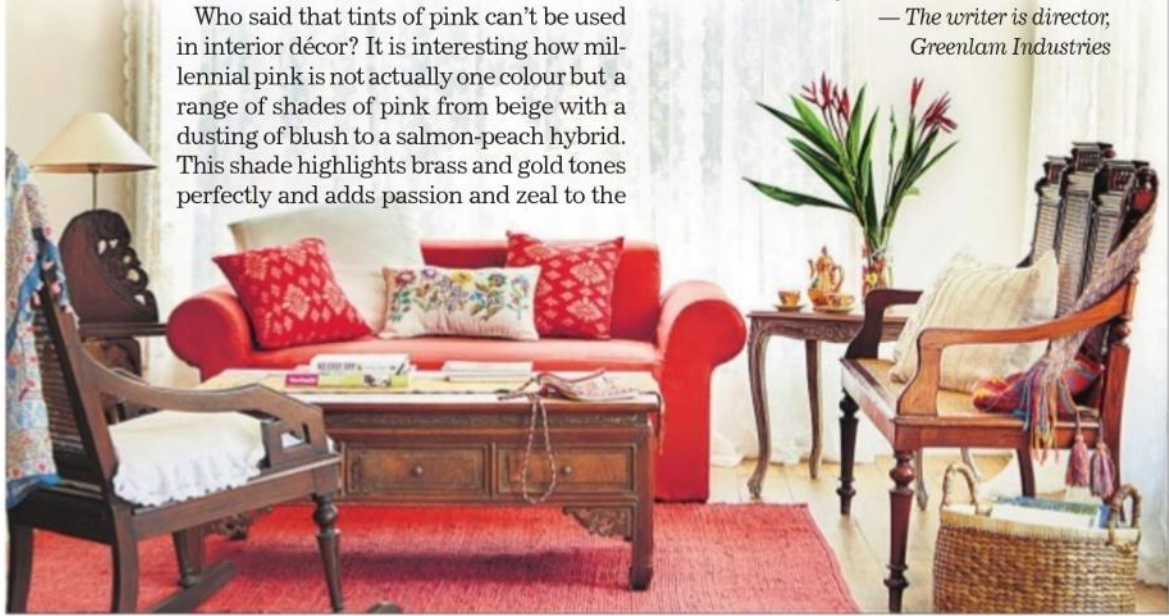 Who said that tints of pink can’t be used
in interior décor? It is interesting how mil-
lennial pink is not actually one colour but a
range of shades of pink from beige with a
dusting of blush to a salmon-peach hybrid.
This shade highlights brass and gold tones
perfectly and adds passion and zeal to the
— The writer is director,
Greenlam Industries